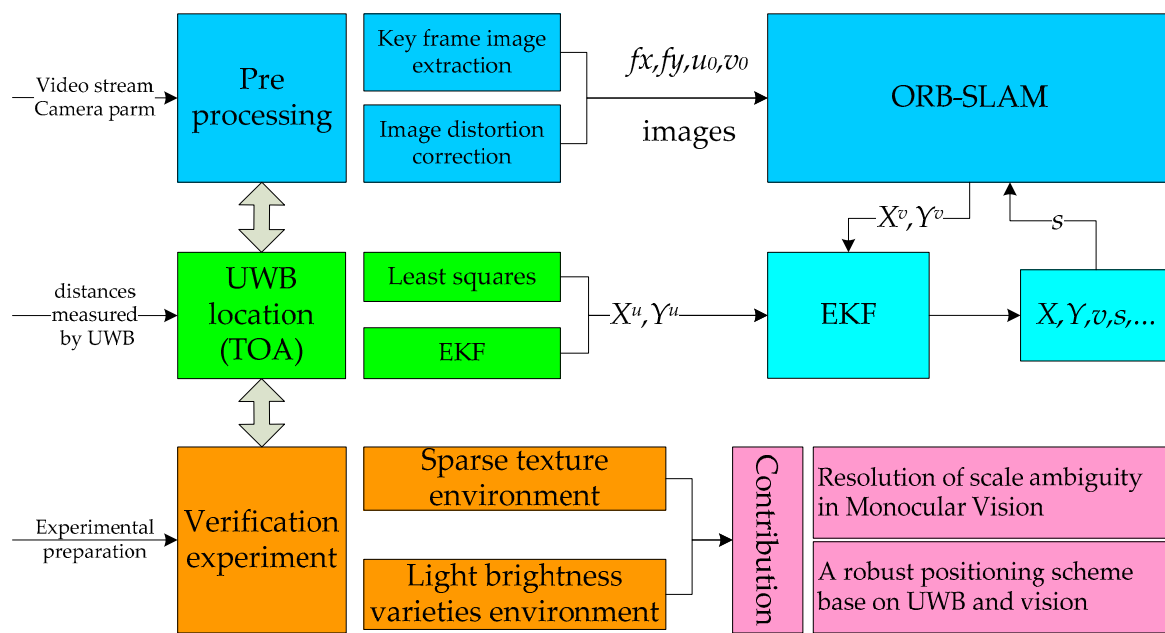 Video stream
Camera parm
Pre
processing
Key frame image
extraction
Image distortion
correction
fx,fy,u0,v0
images
ORB-SLAM
Xv,Yv
s
distances
measured
by UWB
UWB
location
(TOA)
Least squares
EKF
Xu,Yu
EKF
X,Y,v,s,...
Experimental
preparation
Verification
experiment
Sparse texture
environment
Light brightness
varieties environment
Contribution
Resolution of scale ambiguity
in Monocular Vision
A robust positioning scheme
base on UWB and vision